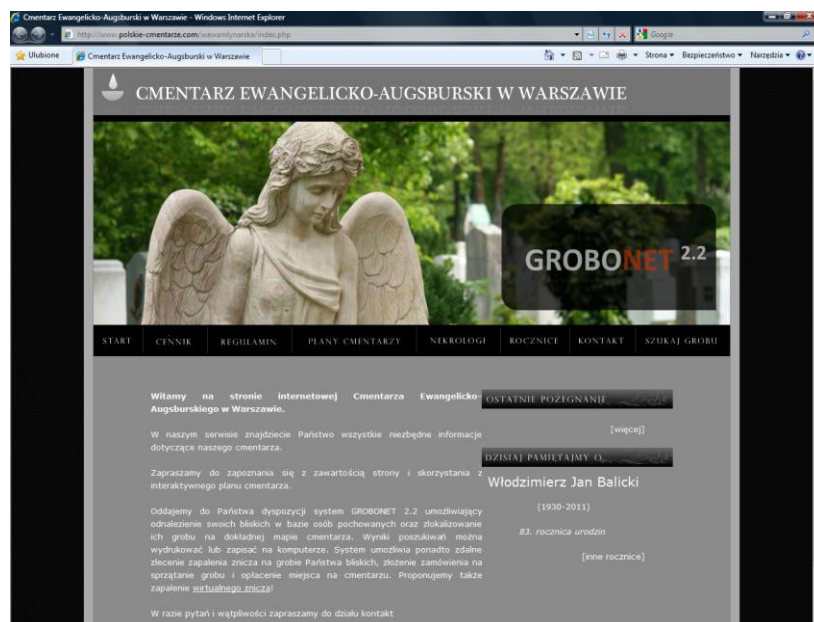 Cmentarz Ewangelicko-Augsburski w Warszawie - Windows Internet Explorer
http://www.polskie-cmentarze.com/wawamlynarska/index.php
Google
Ulubione
Cmentarz Ewangelicko-Augsburski w Warszawie
Strona
Bezpieczeństwo
Narzędzia
CMENTARZ EWANGELICKO-AUGSBURSKI W WARSZAWIE
GROBONET 2.2
START
CENNIK
REGULAMIN
PLANY CMENTARZY
NEKROLOGI
ROCZNICE
KONTAKT
SZUKAJ GROBU
Witamy na stronie internetowej Cmentarza Ewangelicko-
Augsburskiego w Warszawie.
W naszym serwisie znajdziecie Państwo wszystkie niezbędne informacje
dotyczące naszego cmentarza.
Zapraszamy do zapoznania się z zawartością strony i skorzystania z
interaktywnego planu cmentarza.
Oddajemy do Państwa dyspozycji system GROBONET 2.2 umożliwiający
odnalezienie swoich bliskich w bazie osób pochowanych oraz zlokalizowanie
ich grobu na dokładnej mapie cmentarza. Wyniki poszukiwań można
wydrukować lub zapisać na komputerze. System umożliwia ponadto zdalne
zlecenie zapalenia znicza na grobie Państwa bliskich, złożenie zamówienia na
sprzątanie grobu i opłacenie miejsca na cmentarzu. Proponujemy także
zapalenie wirtualnego znicza!
W razie pytań i wątpliwości zapraszamy do działu kontakt
OSTATNIE POŻEGNANIE
[więcej]
DZISIAJ PAMIĘTAJMY O...
Włodzimierz Jan Balicki
(1930-2011)
83. rocznica urodzin
[inne rocznice]